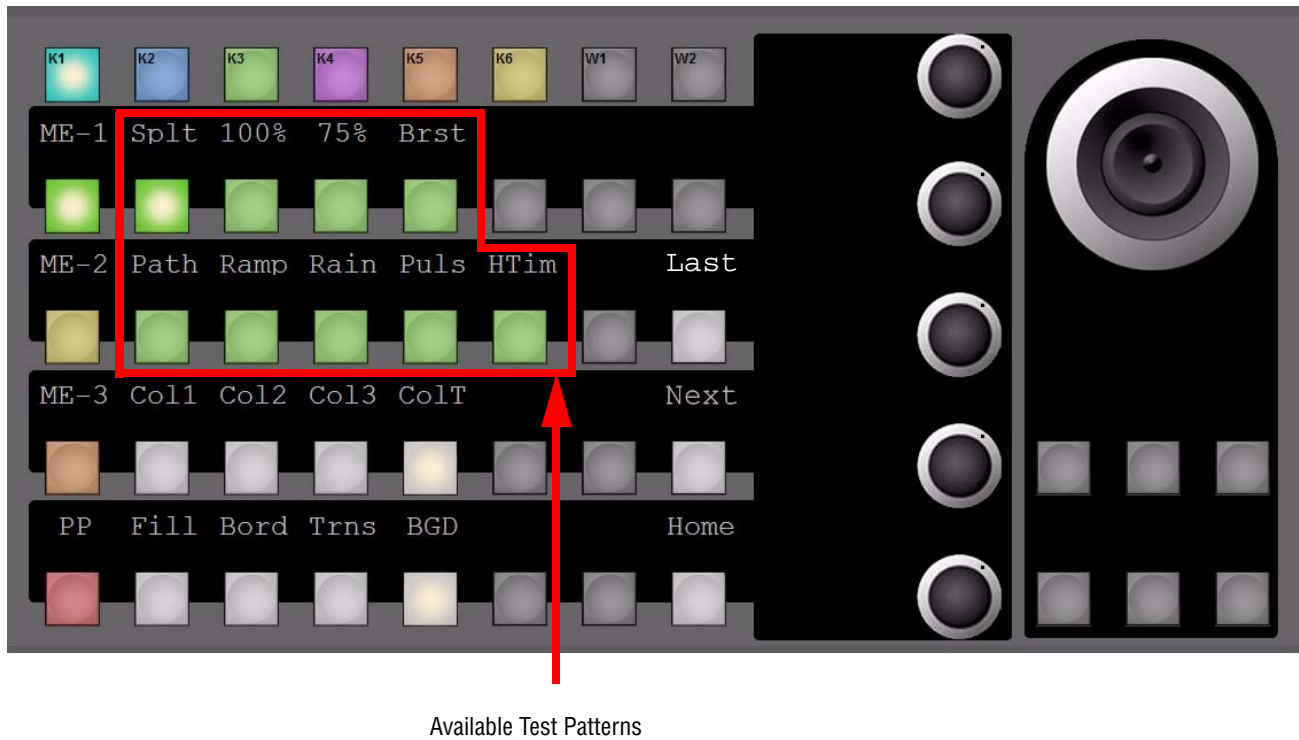 K1 K2 K3 K4 K5 K6 W1 W2
ME-1 Splt 100% 75% Brst
ME-2 Path Ramp Rain Puls HTim Last
ME-3 Col1 Col2 Col3 ColT Next
PP Fill Bord Trns BGD Home
Available Test Patterns